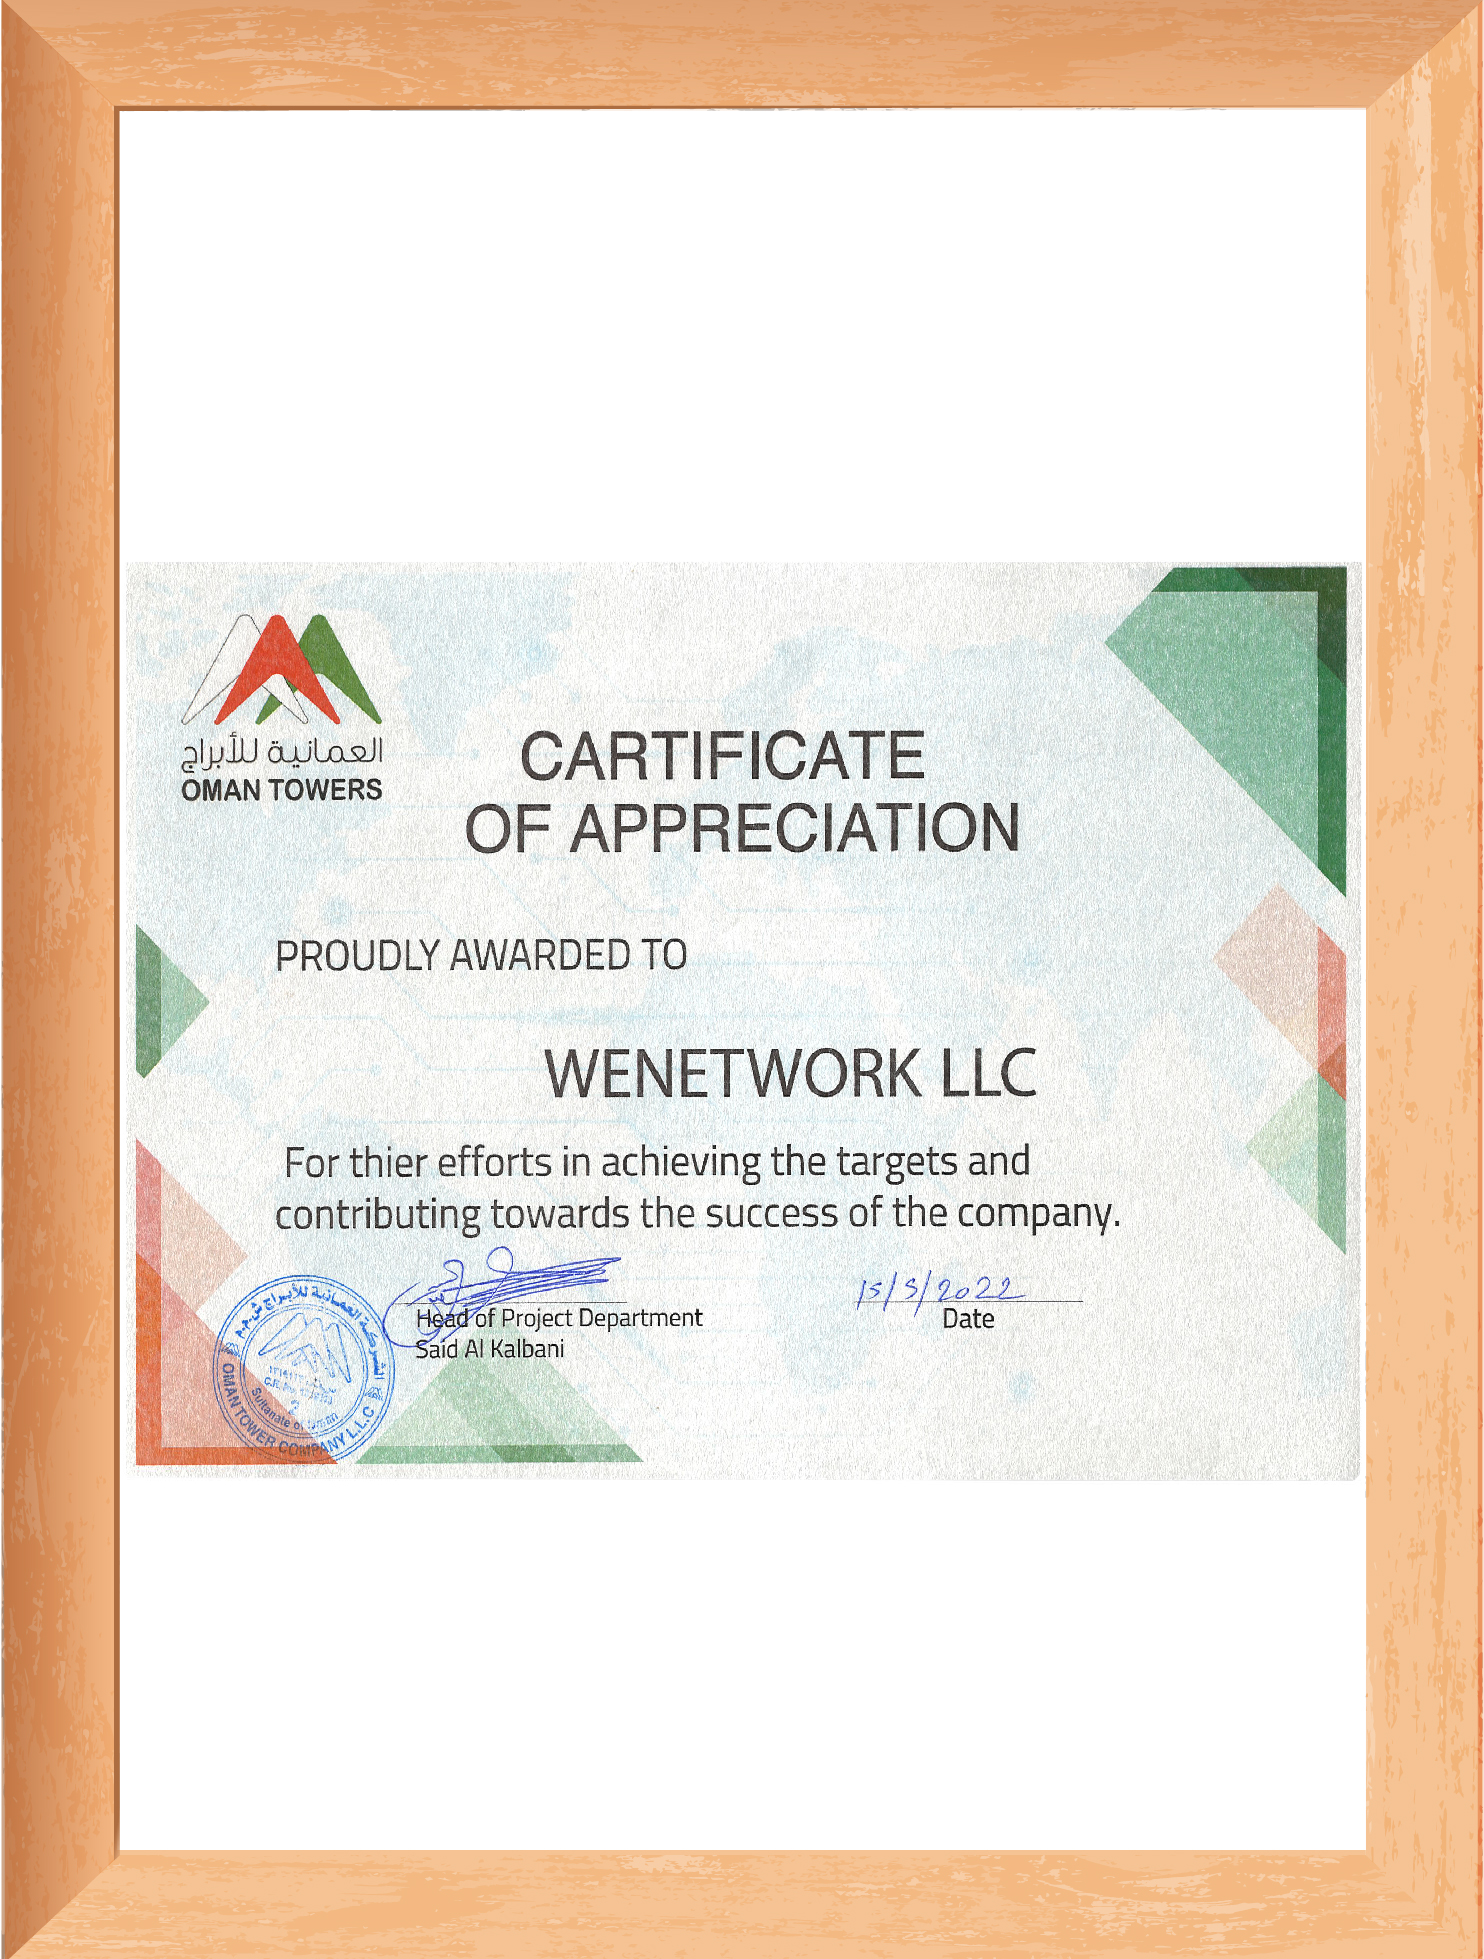 العمانية للأبراج
OMAN TOWERS
CARTIFICATE
OF APPRECIATION
PROUDLY AWARDED TO
WENETWORK LLC
For thier efforts in achieving the targets and
contributing towards the success of the company.
15/5/2022
Head of Project Department
Date
Said Al Kalbani
الشركة العمانية للأبراج ش.م.م
Sultanate of Oman
OMAN TOWER COMPANY L.L.C